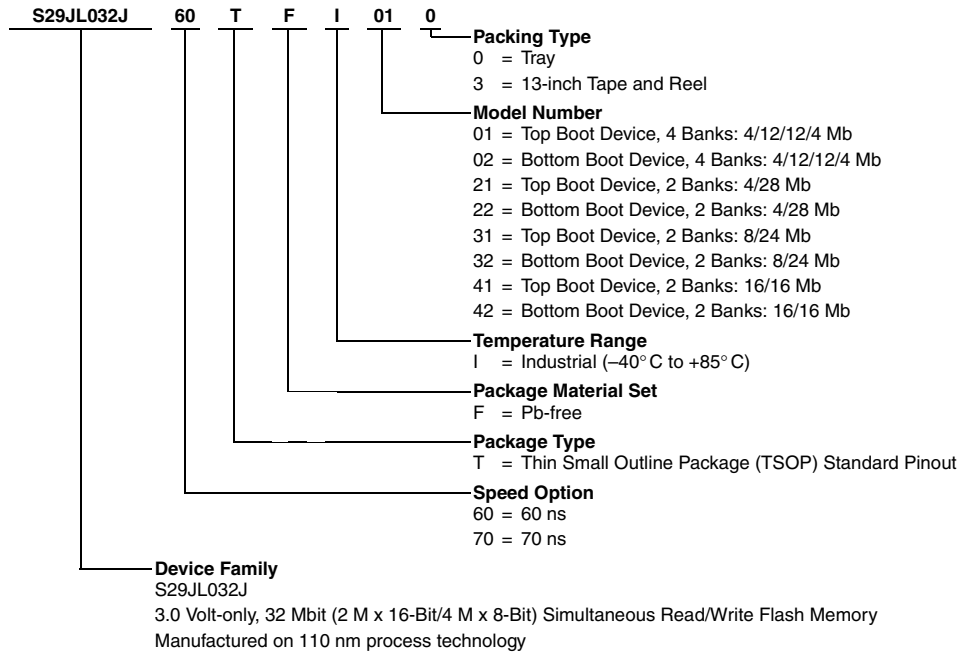 S29JL032J 60 T F I 01 0
Packing Type
0 = Tray
3 = 13-inch Tape and Reel
Model Number
01 = Top Boot Device, 4 Banks: 4/12/12/4 Mb
02 = Bottom Boot Device, 4 Banks: 4/12/12/4 Mb
21 = Top Boot Device, 2 Banks: 4/28 Mb
22 = Bottom Boot Device, 2 Banks: 4/28 Mb
31 = Top Boot Device, 2 Banks: 8/24 Mb
32 = Bottom Boot Device, 2 Banks: 8/24 Mb
41 = Top Boot Device, 2 Banks: 16/16 Mb
42 = Bottom Boot Device, 2 Banks: 16/16 Mb
Temperature Range
I = Industrial (–40° C to +85° C)
Package Material Set
F = Pb-free
Package Type
T = Thin Small Outline Package (TSOP) Standard Pinout
Speed Option
60 = 60 ns
70 = 70 ns
Device Family
S29JL032J
3.0 Volt-only, 32 Mbit (2 M x 16-Bit/4 M x 8-Bit) Simultaneous Read/Write Flash Memory
Manufactured on 110 nm process technology